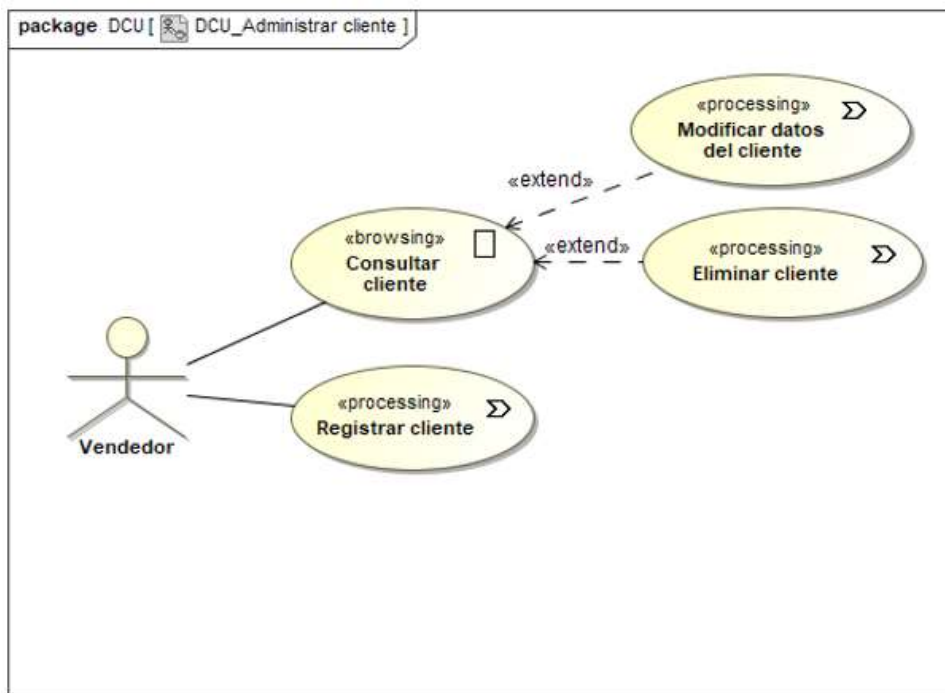 package DCU [ DCU_Administrar cliente ]
«processing»
Modificar datos
del cliente
«extend»
«browsing»
Consultar
cliente
«extend»
«processing»
Eliminar cliente
«processing»
Registrar cliente
Vendedor